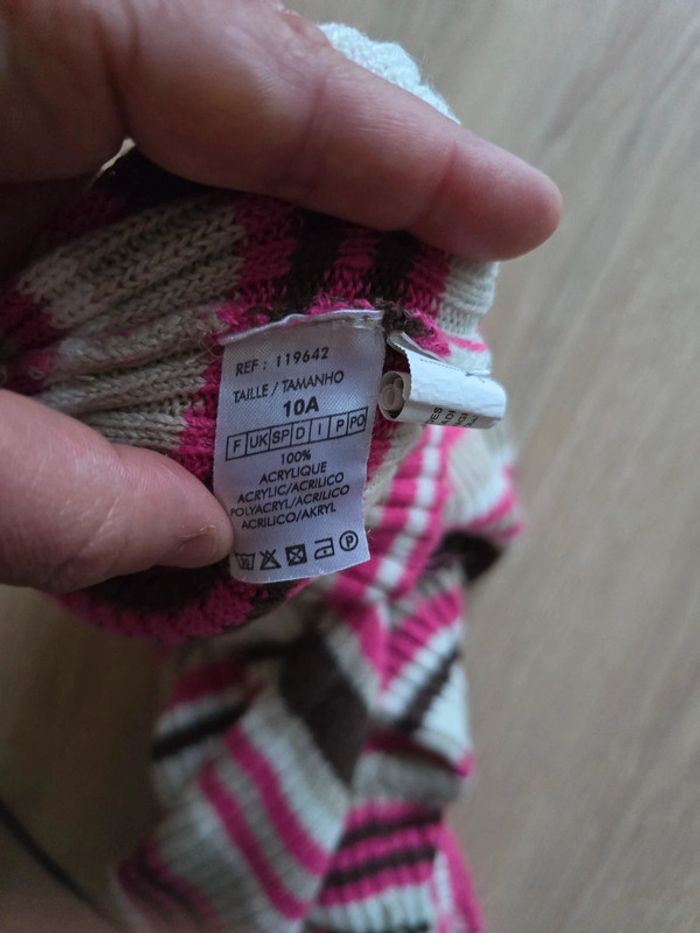 REF : 119642
TAILLE / TAMANHO
10A
F UK SP D I P PO
100%
ACRYLIQUE
ACRYLIC/ACRILICO
POLYACRYL/ACRILICO
ACRILICO/AKRYL
P